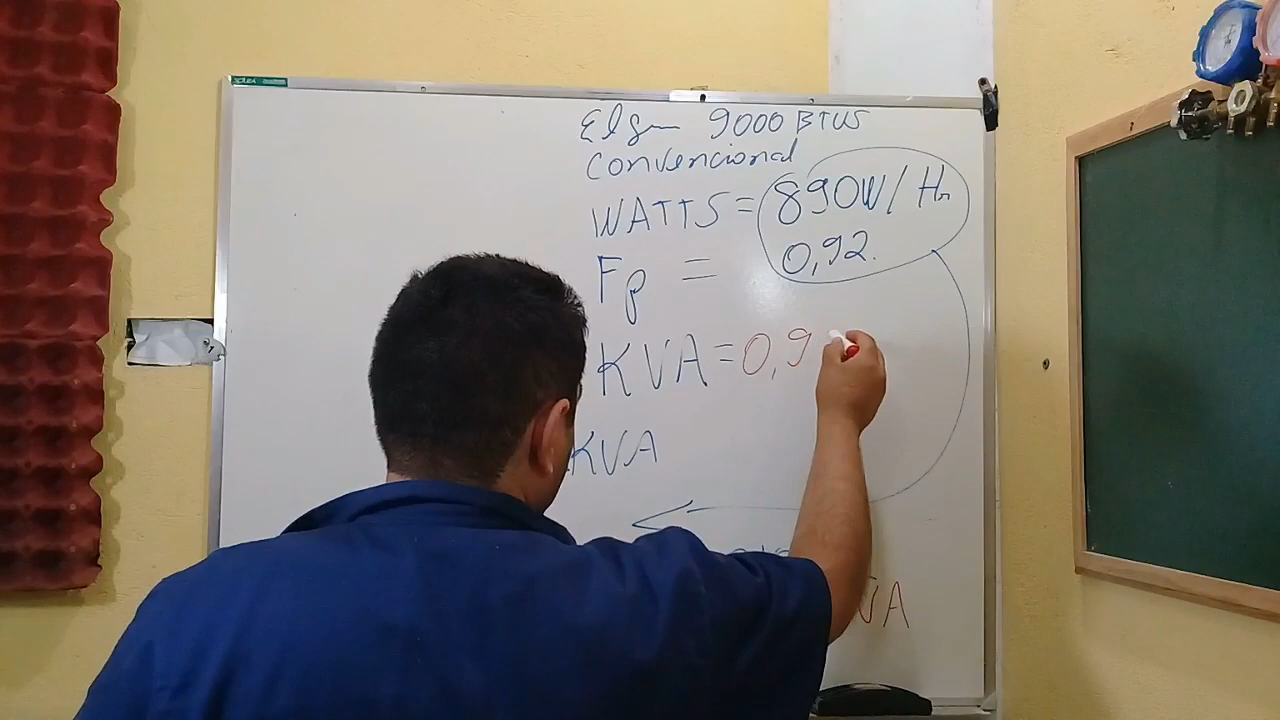 Elgin 9000 BTUS
Convencional
WATTS = 890W/Hr
Fp = 0,92.
KVA = 0,9
KVA
VA